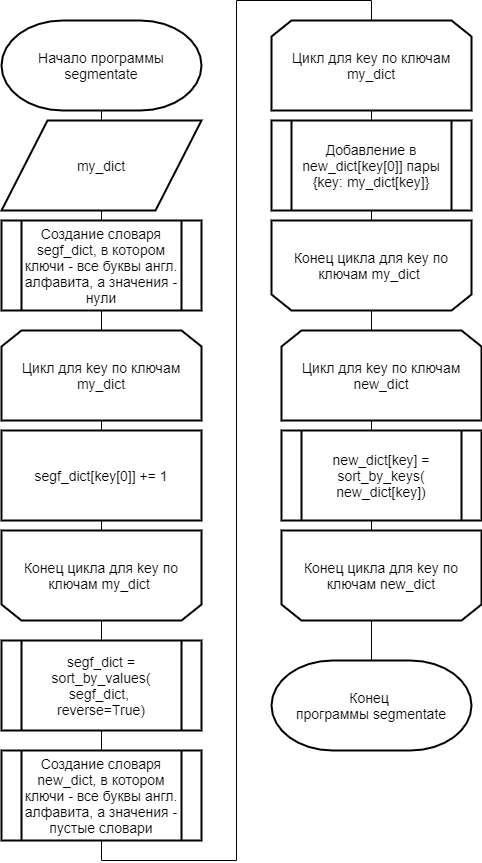 Начало программы
segmentate
my_dict
Создание словаря
segf_dict, в котором
ключи - все буквы англ.
алфавита, а значения -
нули
Цикл для key по ключам
my_dict
segf_dict[key[0]] += 1
Конец цикла для key по
ключам my_dict
segf_dict =
sort_by_values(
segf_dict,
reverse=True)
Создание словаря
new_dict, в котором
ключи - все буквы англ.
алфавита, а значения -
пустые словари
Цикл для key по ключам
my_dict
Добавление в
new_dict[key[0]] пары
{key: my_dict[key]}
Конец цикла для key по
ключам my_dict
Цикл для key по ключам
new_dict
new_dict[key] =
sort_by_keys(
new_dict[key])
Конец цикла для key по
ключам new_dict
Конец
программы segmentate